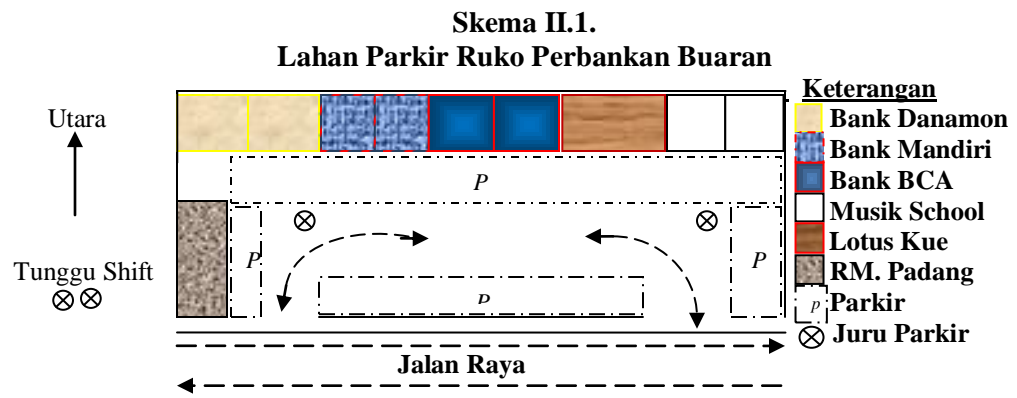 Skema II.1.
Lahan Parkir Ruko Perbankan Buaran
Utara
Tunggu Shift
P
P
P
P
Jalan Raya
Keterangan
Bank Danamon
Bank Mandiri
Bank BCA
Musik School
Lotus Kue
RM. Padang
p Parkir
Juru Parkir